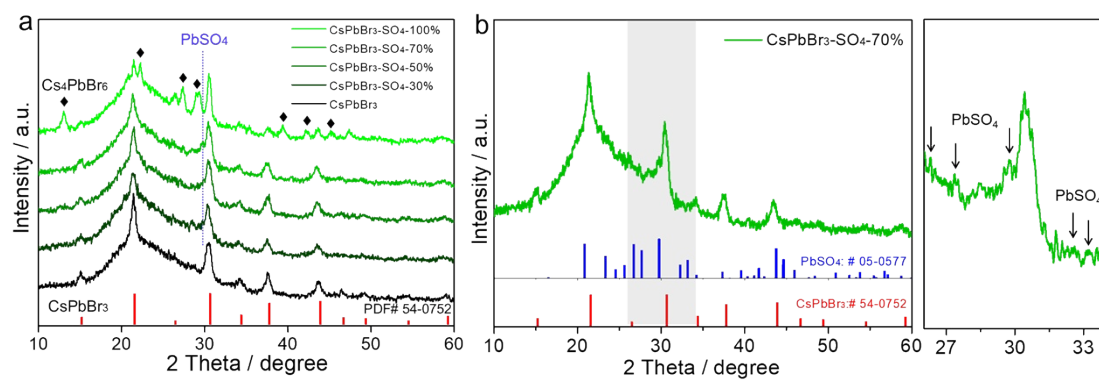 a
PbSO₄
CsPbBr₃-SO₄-100%
CsPbBr₃-SO₄-70%
CsPbBr₃-SO₄-50%
CsPbBr₃-SO₄-30%
CsPbBr₃
Cs₄PbBr₆
Intensity / a.u.
CsPbBr₃
PDF# 54-0752
10 20 30 40 50 60
2 Theta / degree
b
CsPbBr₃-SO₄-70%
Intensity / a.u.
PbSO₄: # 05-0577
CsPbBr₃:# 54-0752
10 20 30 40 50 60
2 Theta / degree
PbSO₄
PbSO₄
27 30 33